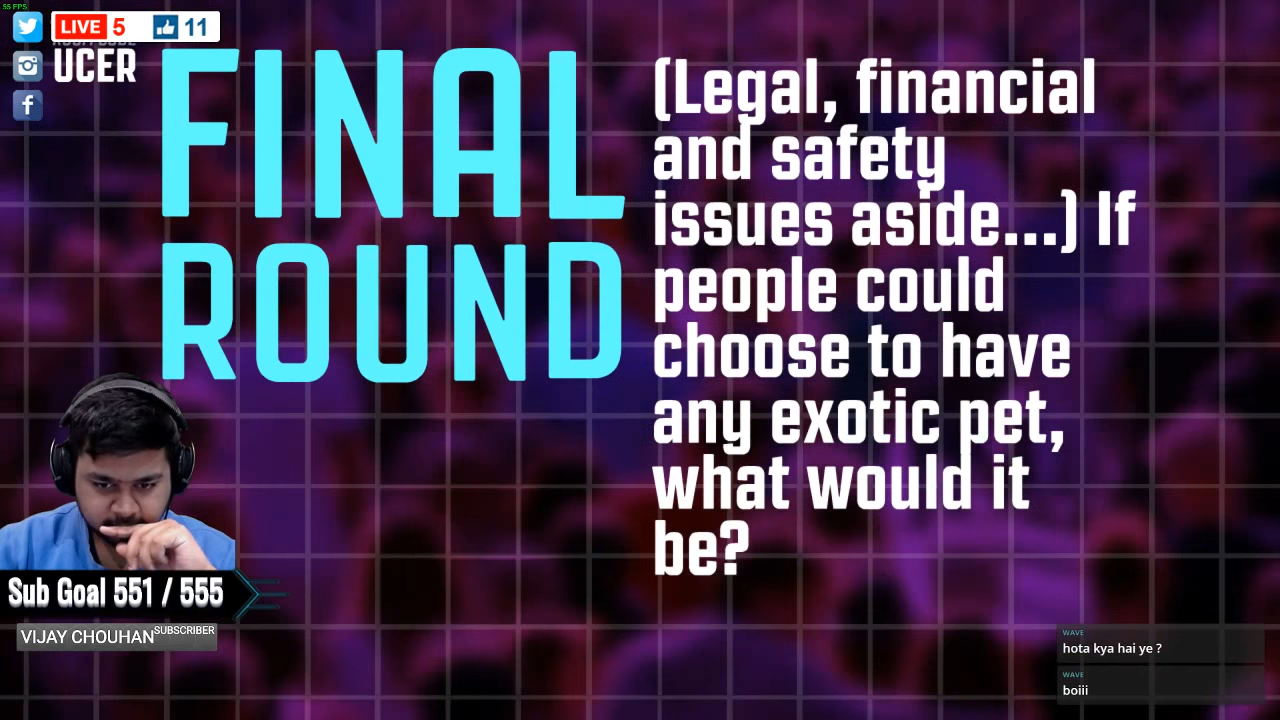 55 FPS
LIVE 5 11
UCER
FINAL
ROUND
(Legal, financial
and safety
issues aside...) If
people could
choose to have
any exotic pet,
what would it
be?
Sub Goal 551 / 555
VIJAY CHOUHAN SUBSCRIBER
WAVE
hota kya hai ye ?
WAVE
boiii